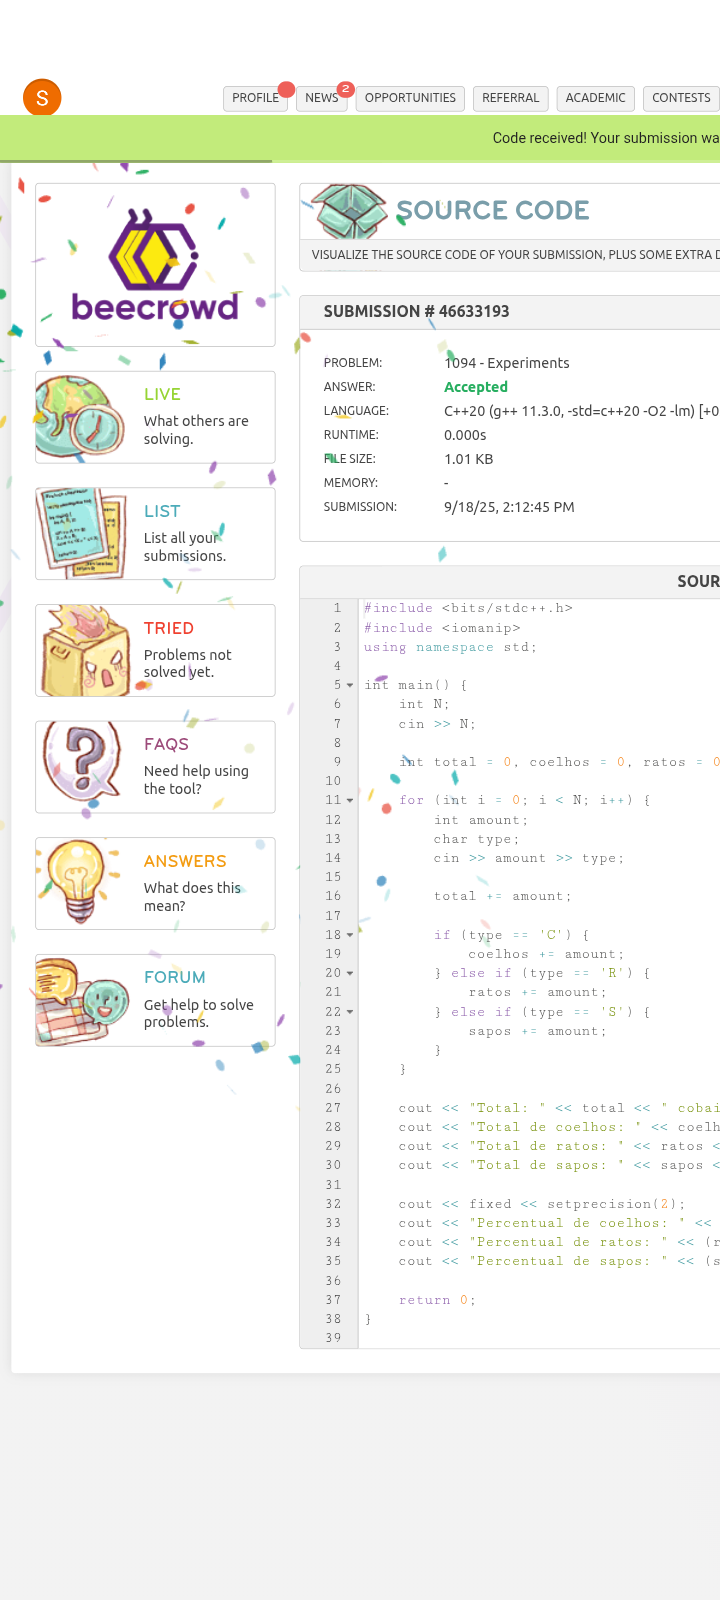 S
PROFILE NEWS 2 OPPORTUNITIES REFERRAL ACADEMIC CONTESTS
Code received! Your submission wa
beecrowd
LIVE
What others are
solving.
LIST
List all your
submissions.
TRIED
Problems not
solved yet.
FAQS
Need help using
the tool?
ANSWERS
What does this
mean?
FORUM
Get help to solve
problems.
SOURCE CODE
VISUALIZE THE SOURCE CODE OF YOUR SUBMISSION, PLUS SOME EXTRA D
SUBMISSION # 46633193
PROBLEM: 1094 - Experiments
ANSWER: Accepted
LANGUAGE: C++20 (g++ 11.3.0, -std=c++20 -O2 -lm) [+0
RUNTIME: 0.000s
FILE SIZE: 1.01 KB
MEMORY: -
SUBMISSION: 9/18/25, 2:12:45 PM
SOUR
1 #include <bits/stdc++.h>
2 #include <iomanip>
3 using namespace std;
4
5 int main() {
6     int N;
7     cin >> N;
8
9     int total = 0, coelhos = 0, ratos = 0
10
11     for (int i = 0; i < N; i++) {
12         int amount;
13         char type;
14         cin >> amount >> type;
15
16         total += amount;
17
18         if (type == 'C') {
19             coelhos += amount;
20         } else if (type == 'R') {
21             ratos += amount;
22         } else if (type == 'S') {
23             sapos += amount;
24         }
25     }
26
27     cout << "Total: " << total << " cobai
28     cout << "Total de coelhos: " << coelh
29     cout << "Total de ratos: " << ratos <
30     cout << "Total de sapos: " << sapos <
31
32     cout << fixed << setprecision(2);
33     cout << "Percentual de coelhos: " <<
34     cout << "Percentual de ratos: " << (r
35     cout << "Percentual de sapos: " << (s
36
37     return 0;
38 }
39